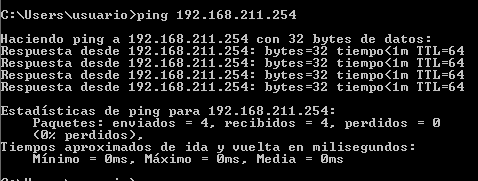 C:\Users\usuario>ping 192.168.211.254
Haciendo ping a 192.168.211.254 con 32 bytes de datos:
Respuesta desde 192.168.211.254: bytes=32 tiempo<1m TTL=64
Respuesta desde 192.168.211.254: bytes=32 tiempo<1m TTL=64
Respuesta desde 192.168.211.254: bytes=32 tiempo<1m TTL=64
Respuesta desde 192.168.211.254: bytes=32 tiempo<1m TTL=64
Estadísticas de ping para 192.168.211.254:
Paquetes: enviados = 4, recibidos = 4, perdidos = 0
(0% perdidos),
Tiempos aproximados de ida y vuelta en milisegundos:
Mínimo = 0ms, Máximo = 0ms, Media = 0ms